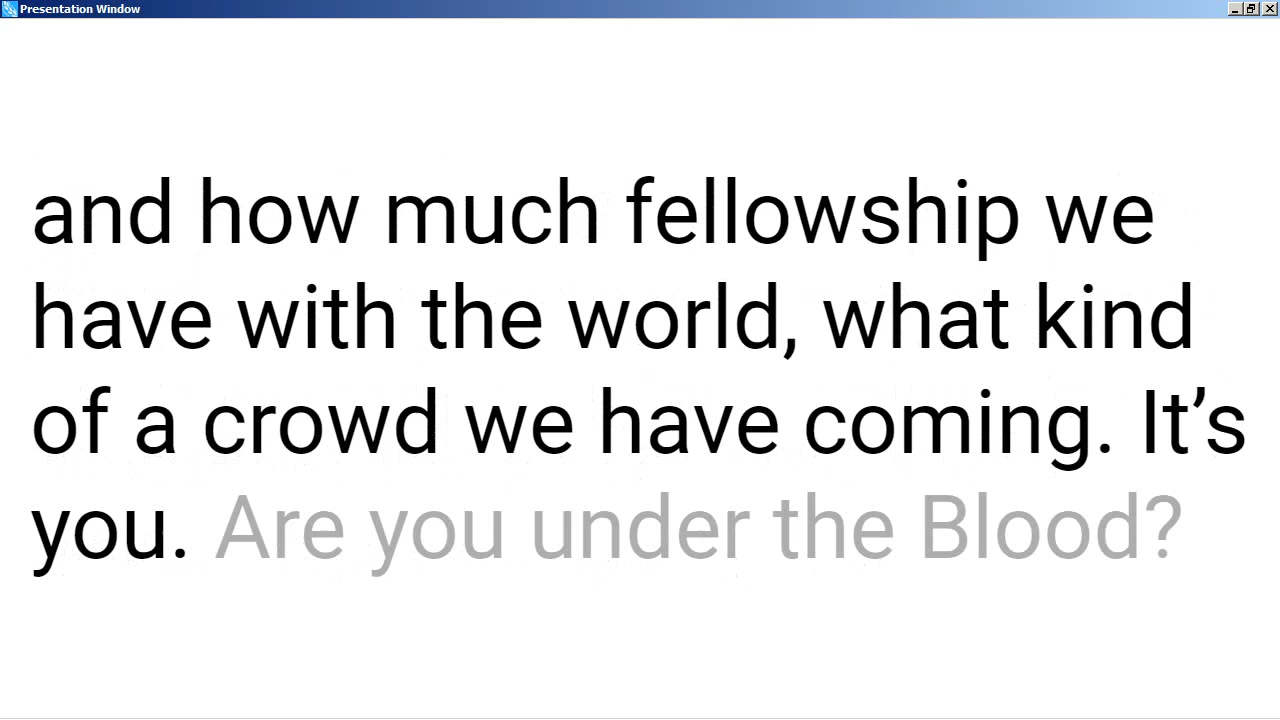 Presentation Window
and how much fellowship we
have with the world, what kind
of a crowd we have coming. It’s
you. Are you under the Blood?